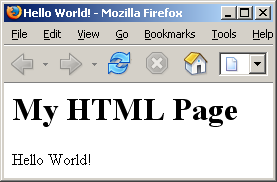 Hello World! - Mozilla Firefox
File Edit View Go Bookmarks Tools Help
My HTML Page
Hello World!